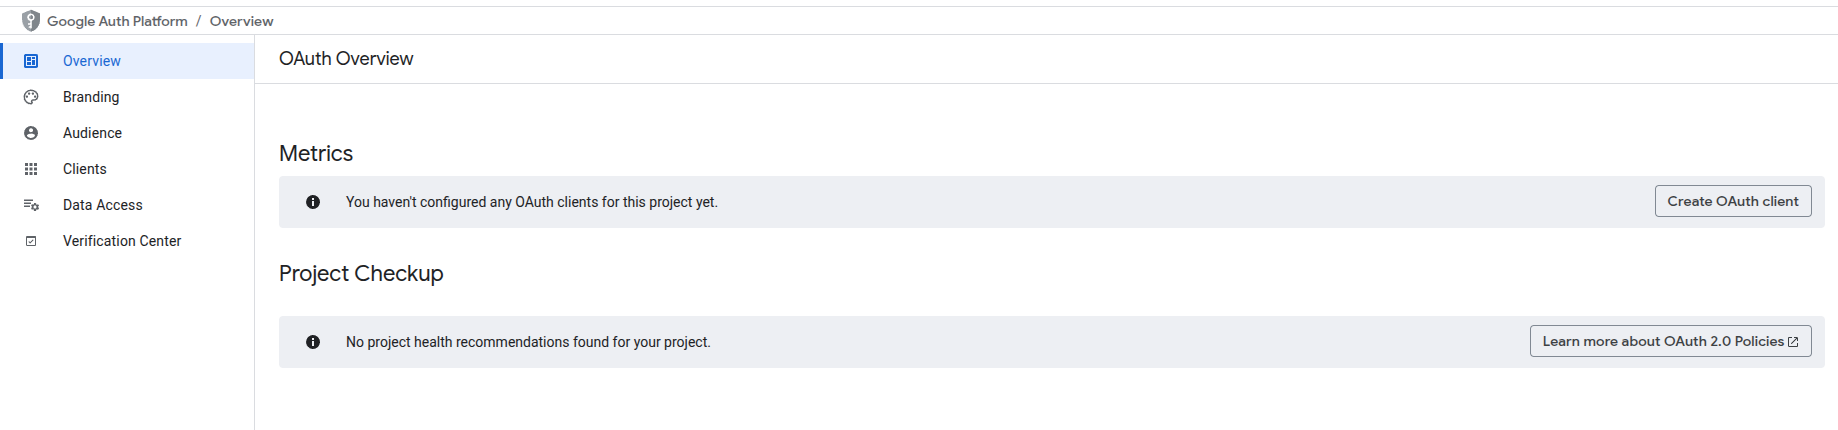 Google Auth Platform / Overview
Overview
Branding
Audience
Clients
Data Access
Verification Center
OAuth Overview
Metrics
You haven't configured any OAuth clients for this project yet.
Create OAuth client
Project Checkup
No project health recommendations found for your project.
Learn more about OAuth 2.0 Policies